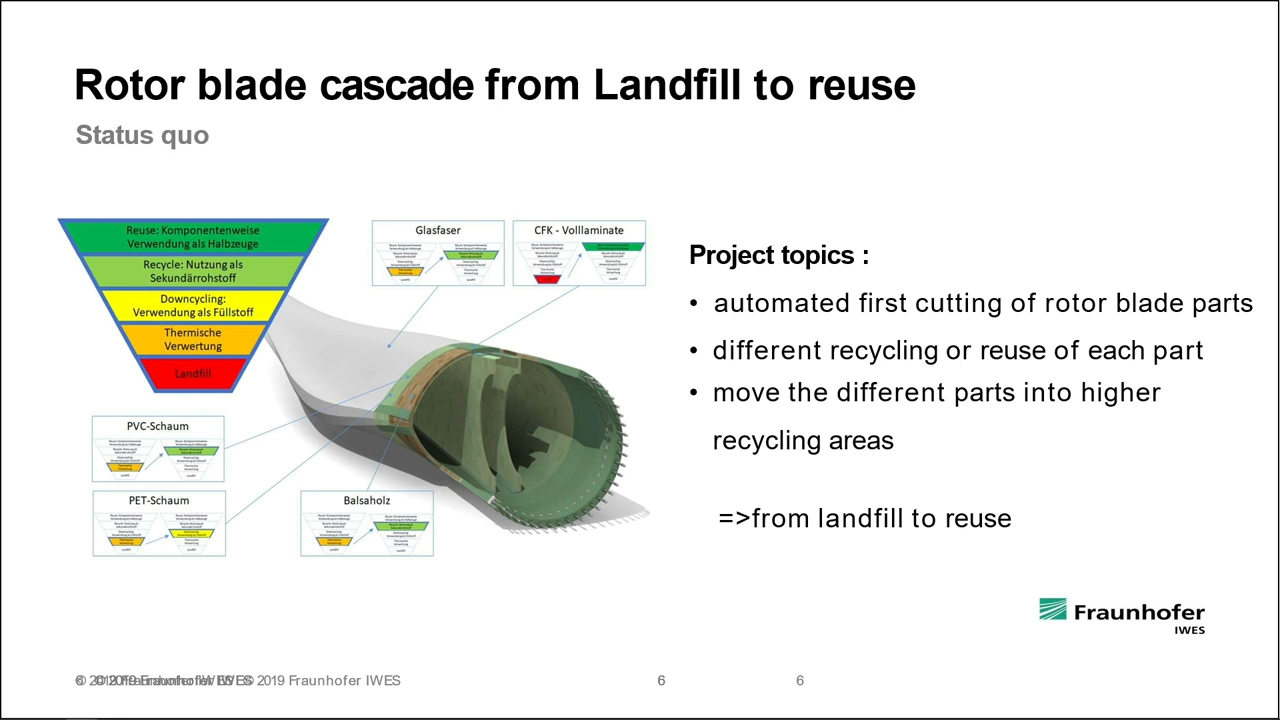 Rotor blade cascade from Landfill to reuse
Status quo
Reuse: Komponentenweise
Verwendung als Halbzeuge
Recycle: Nutzung als
Sekundärrohstoff
Downcycling:
Verwendung als Füllstoff
Thermische
Verwertung
Landfill
Glasfaser
CFK - Volllaminate
PVC-Schaum
PET-Schaum
Balsaholz
Project topics :
• automated first cutting of rotor blade parts
• different recycling or reuse of each part
• move the different parts into higher
recycling areas
=>from landfill to reuse
Fraunhofer
IWES
© 2019 Fraunhofer IWES
6
6